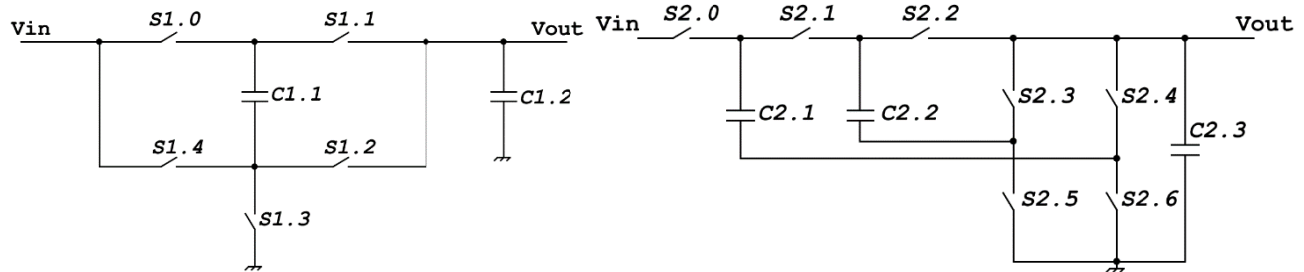 Vin
S1.0
S1.1
Vout
C1.1
C1.2
S1.4
S1.2
S1.3
Vin
S2.0
S2.1
S2.2
Vout
S2.3
S2.4
C2.1
C2.2
C2.3
S2.5
S2.6